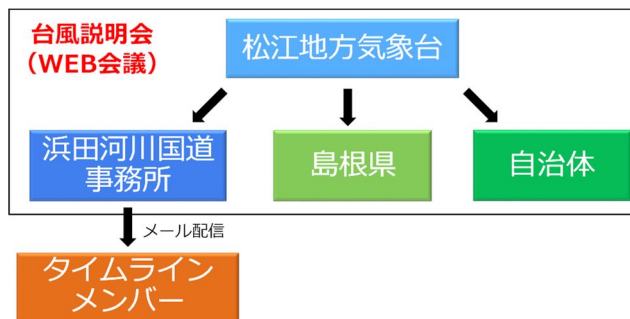 台風説明会
（WEB会議）
松江地方気象台
浜田河川国道
事務所
島根県
自治体
メール配信
タイムライン
メンバー